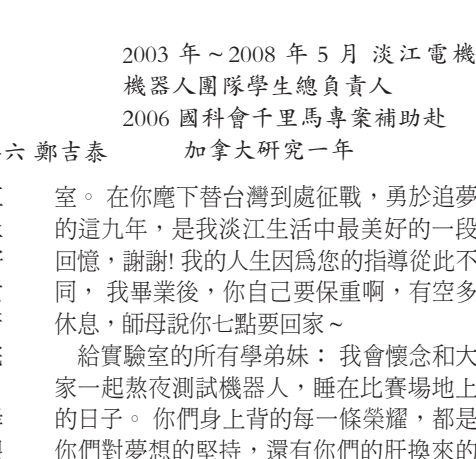 2003 年～2008 年 5 月 淡江電機
機器人團隊學生總負責人
2006 國科會千里馬專案補助赴
六 鄭吉泰 加拿大研究一年
室。 在你麾下替台灣到處征戰，勇於追夢
的這九年，是我淡江生活中最美好的一段
回憶，謝謝! 我的人生因為您的指導從此不
同， 我畢業後，你自己要保重啊，有空多
休息，師母說你七點要回家～
給實驗室的所有學弟妹： 我會懷念和大
家一起熬夜測試機器人，睡在比賽場地上
的日子。 你們身上背的每一條榮耀，都是
你們對夢想的堅持，還有你們的肝換來的